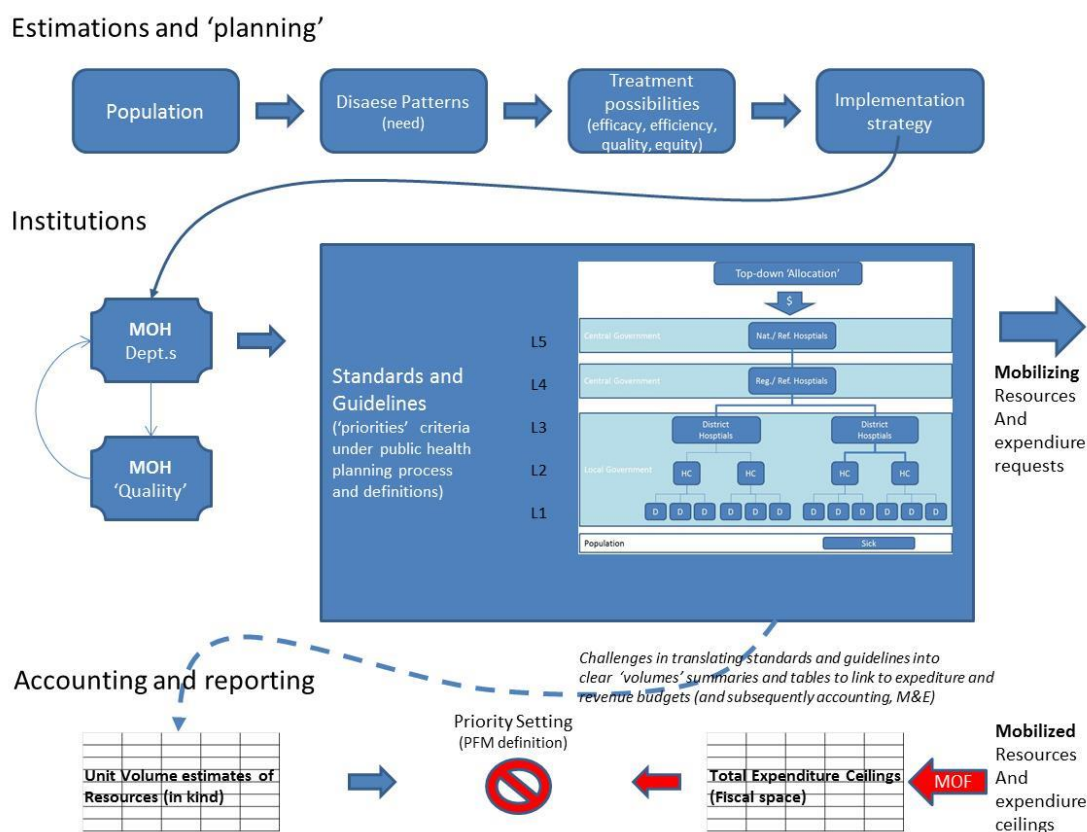 Estimations and ‘planning’
Population
Disaese Patterns
(need)
Treatment
possibilities
(efficacy, efficiency,
quality, equity)
Implementation
strategy
Institutions
MOH
Dept.s
MOH
‘Qualiity’
Standards and
Guidelines
(‘priorities’ criteria
under public health
planning process
and definitions)
L5
L4
L3
L2
L1
Top-down ‘Allocation’
$
Central Government
Nat./ Ref. Hosptials
Central Government
Reg./ Ref. Hosptials
Local Government
District
Hosptials
District
Hosptials
HC
HC
HC
HC
D
D
D
D
D
D
D
D
D
D
D
D
Population
Sick
Mobilizing
Resources
And
expendiure
requests
Challenges in translating standards and guidelines into
clear ‘volumes’ summaries and tables to link to expediture and
revenue budgets (and subsequently accounting, M&E)
Accounting and reporting
Unit Volume estimates of
Resources (in kind)
Priority Setting
(PFM definition)
Total Expenditure Ceilings
(Fiscal space)
MOF
Mobilized
Resources
And
expendiure
ceilings